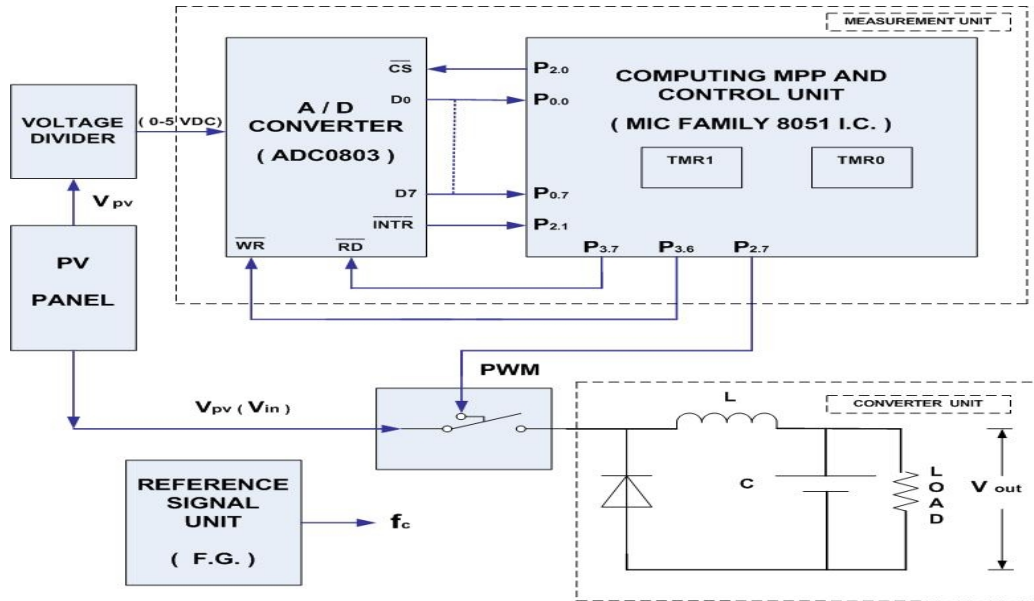 MEASUREMENT UNIT
CS
D0
A / D
CONVERTER
( ADC0803 )
D7
INTR
WR
RD
P2.0
P0.0
P0.7
P2.1
P3.7
P3.6
P2.7
COMPUTING MPP AND
CONTROL UNIT
( MIC FAMILY 8051 I.C. )
TMR1
TMR0
VOLTAGE
DIVIDER
( 0-5 VDC)
Vpv
PV
PANEL
Vpv ( Vin )
PWM
REFERENCE
SIGNAL
UNIT
( F.G. )
fc
CONVERTER UNIT
L
C
LOAD
Vout